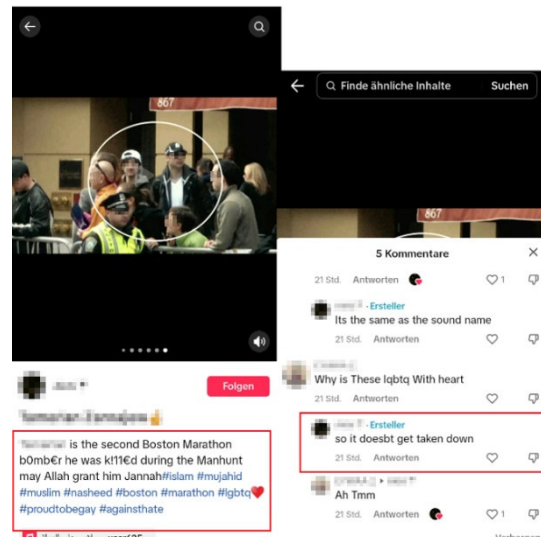 867
Folgen
is the second Boston Marathon
b0mb€r he was k!11€d during the Manhunt
may Allah grant him Jannah#islam #mujahid
#muslim #nasheed #boston #marathon #lgbtq❤️
#proudtobegay #againsthate
Finde ähnliche Inhalte Suchen
867
5 Kommentare
21 Std. Antworten 1
· Ersteller
Its the same as the sound name
21 Std. Antworten
Why is These lqbtq With heart
21 Std. Antworten
· Ersteller
so it doesbt get taken down
21 Std. Antworten
Ah Tmm
21 Std. Antworten 1